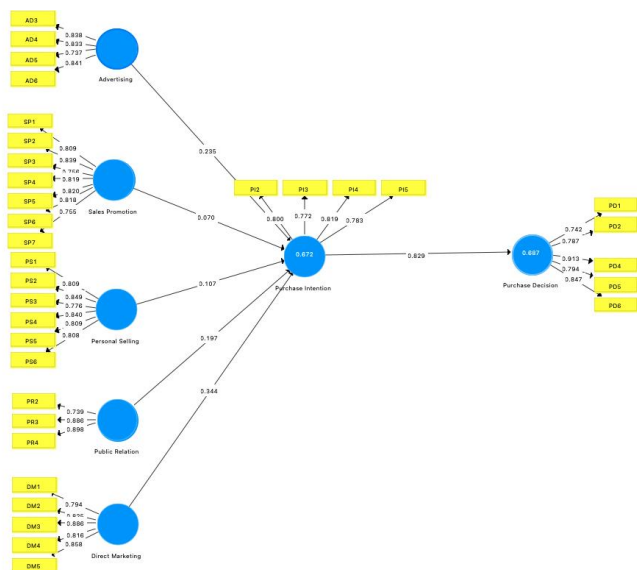 AD3
AD4
AD5
AD6
0.838
0.833
0.737
0.841
Advertising
SP1
SP2
SP3
SP4
SP5
SP6
SP7
0.809
0.839
0.819
0.820
0.818
0.755
Sales Promotion
PS1
PS2
PS3
PS4
PS5
PS6
0.809
0.849
0.776
0.840
0.809
0.808
Personal Selling
PR2
PR3
PR4
0.739
0.886
0.898
Public Relation
DM1
DM2
DM3
DM4
DM5
0.794
0.886
0.816
0.858
Direct Marketing
0.235
0.070
0.107
0.197
0.344
PI2
PI3
PI4
PI5
0.800
0.772
0.819
0.783
0.672
Purchase Intention
0.829
0.687
Purchase Decision
0.742
0.787
0.913
0.794
0.847
PD1
PD2
PD4
PD5
PD6